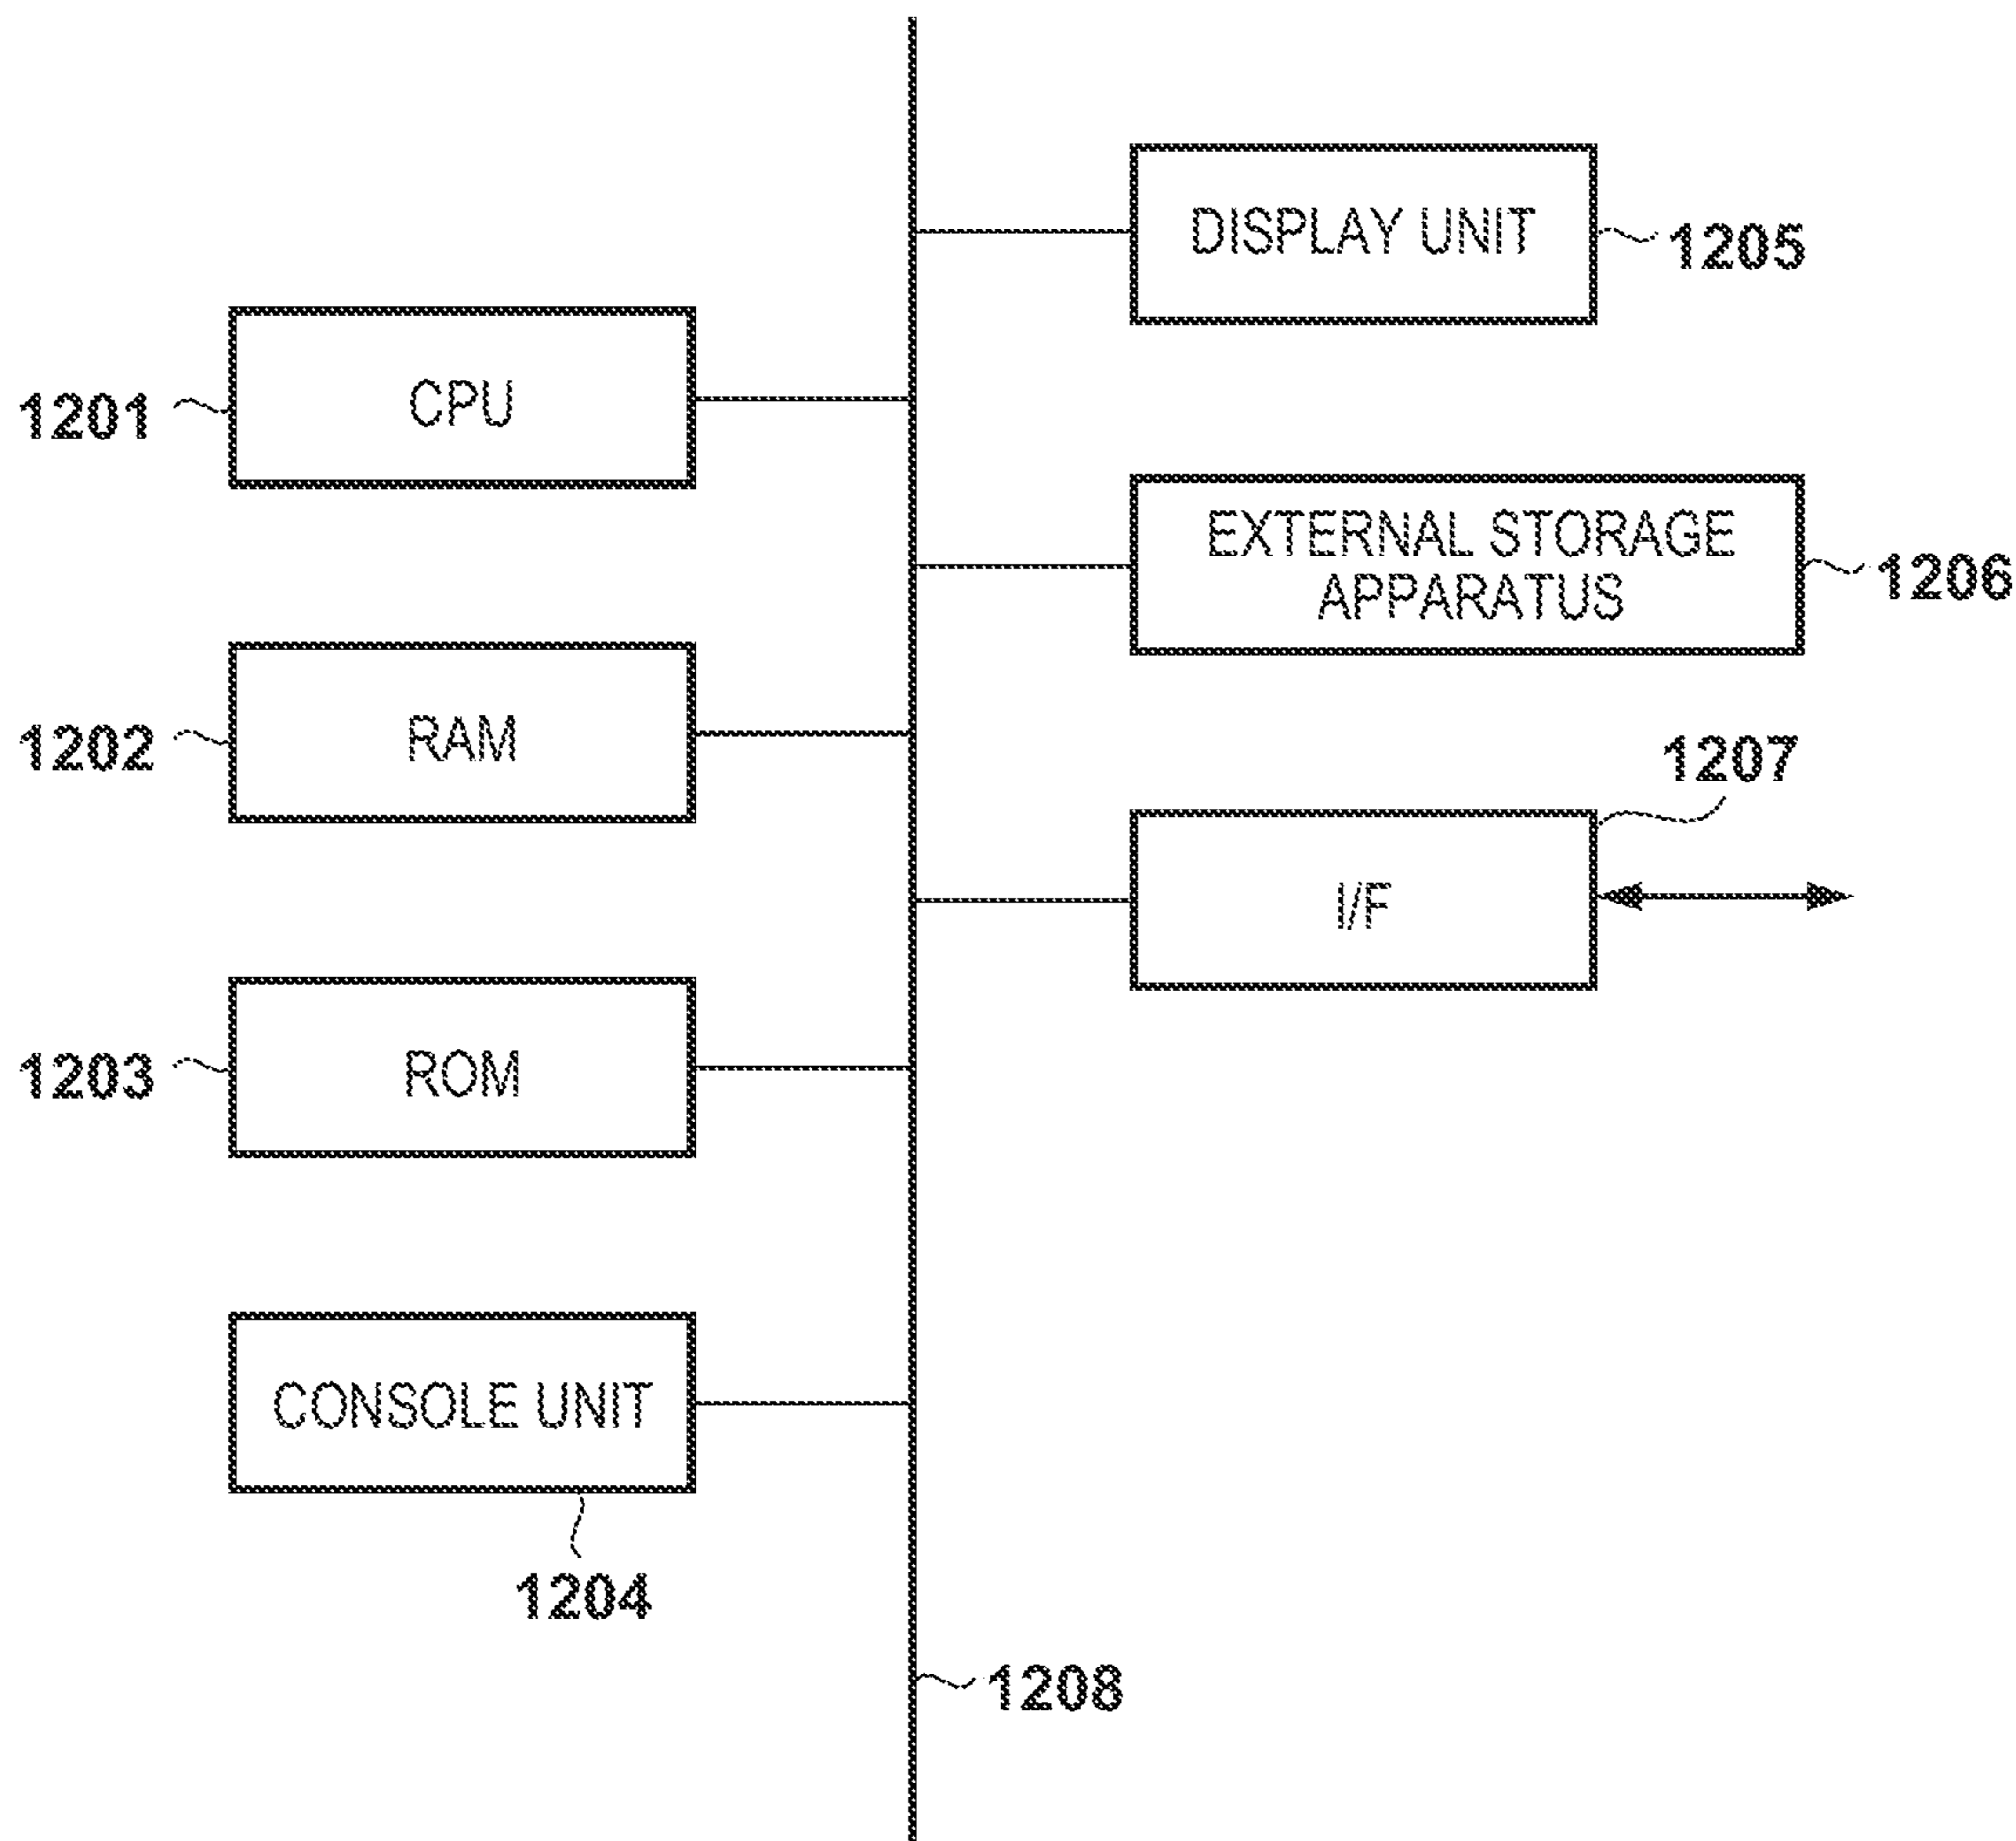 DISPLAY UNIT
1205
CPU
1201
EXTERNAL STORAGE
APPARATUS
1206
RAM
1202
1207
I/F
ROM
1203
CONSOLE UNIT
1204
1208